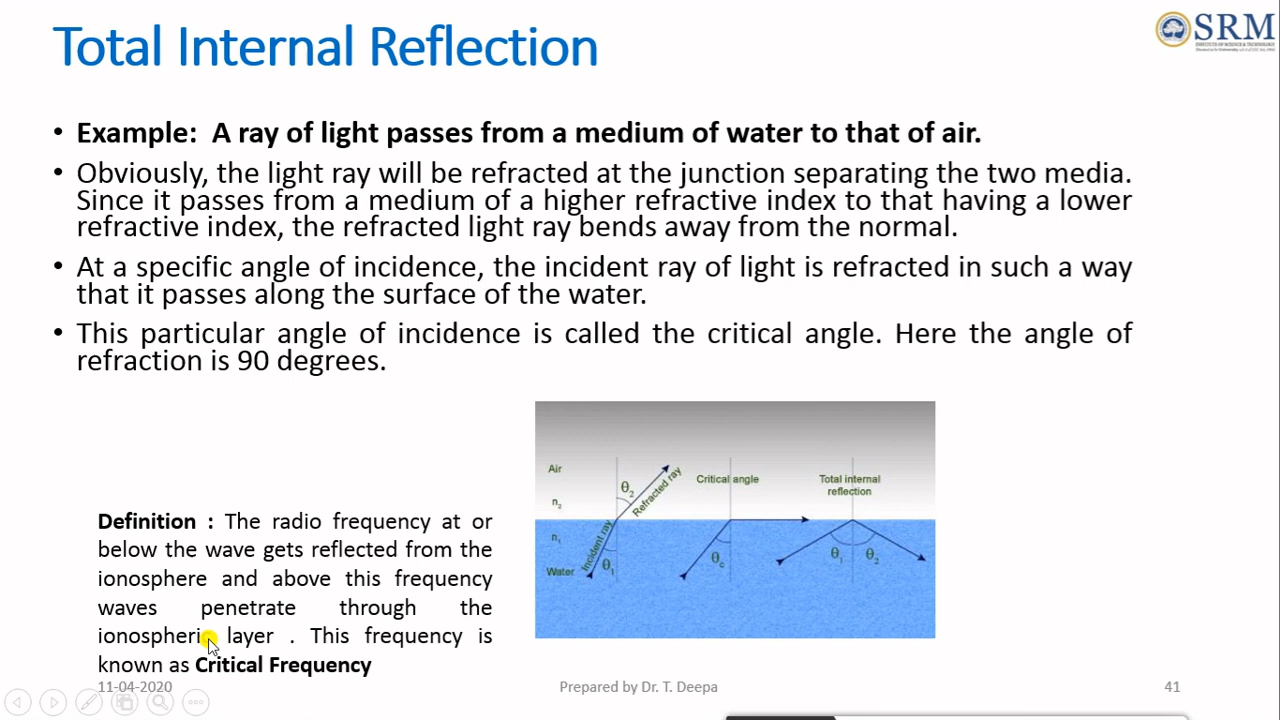 Total Internal Reflection
SRM
INSTITUTE OF SCIENCE & TECHNOLOGY
• Example: A ray of light passes from a medium of water to that of air.
• Obviously, the light ray will be refracted at the junction separating the two media.
Since it passes from a medium of a higher refractive index to that having a lower
refractive index, the refracted light ray bends away from the normal.
• At a specific angle of incidence, the incident ray of light is refracted in such a way
that it passes along the surface of the water.
• This particular angle of incidence is called the critical angle. Here the angle of
refraction is 90 degrees.
Air
n₂
n₁
Water
θ₂
Refracted ray
Incident ray
θ₁
Critical angle
θc
Total internal
reflection
θ₁
θ₂
Definition : The radio frequency at or
below the wave gets reflected from the
ionosphere and above this frequency
waves penetrate through the
layer . This frequency is
known as Critical Frequency
11-04-2020
Prepared by Dr. T. Deepa
41